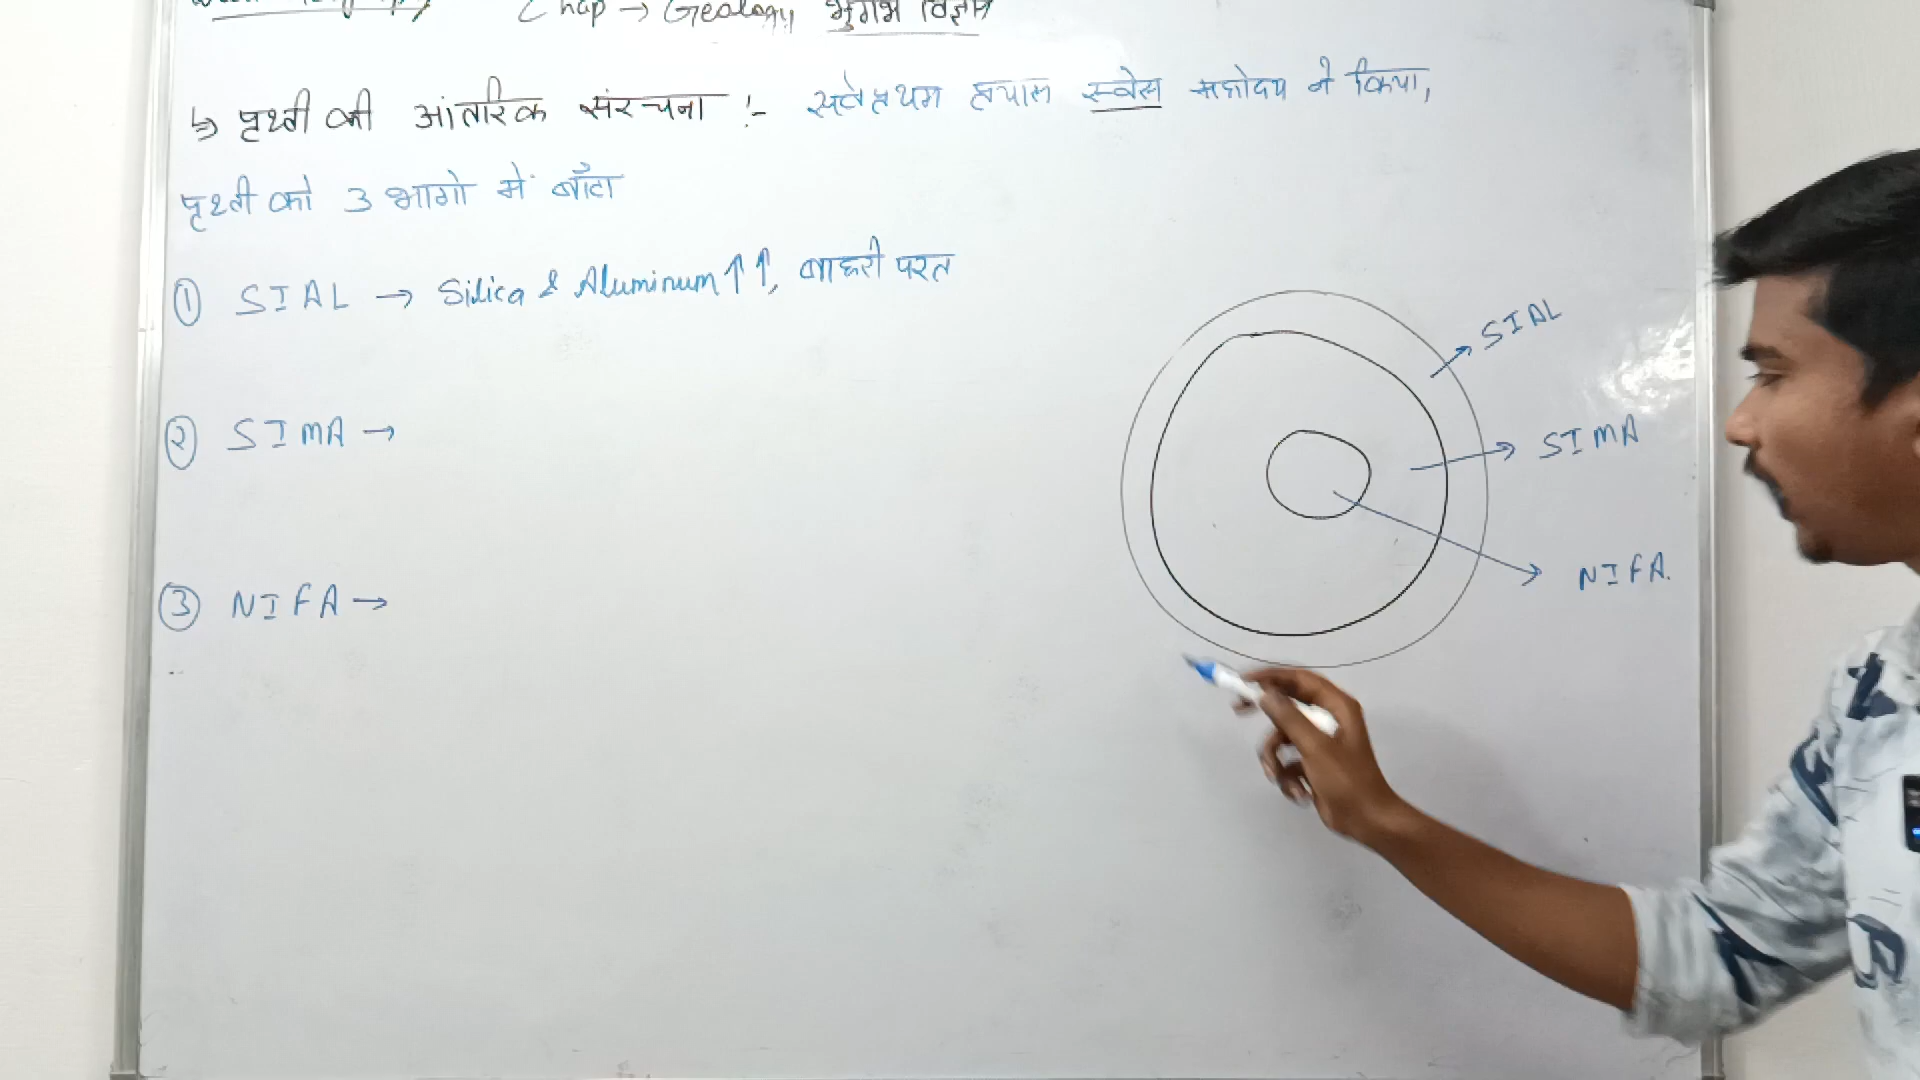 Chap → Geology भुगर्भ विज्ञान
↳ पृथ्वी की आंतरिक संरचना :- सर्वप्रथम प्रयास स्वेस महोदय ने किया,
पृथ्वी को 3 भागो में बाँटा
① SIAL → Silica & Aluminum ↑↑, बाहरी परत
② SIMA →
③ NIFA →
SIAL
SIMA
NIFA.